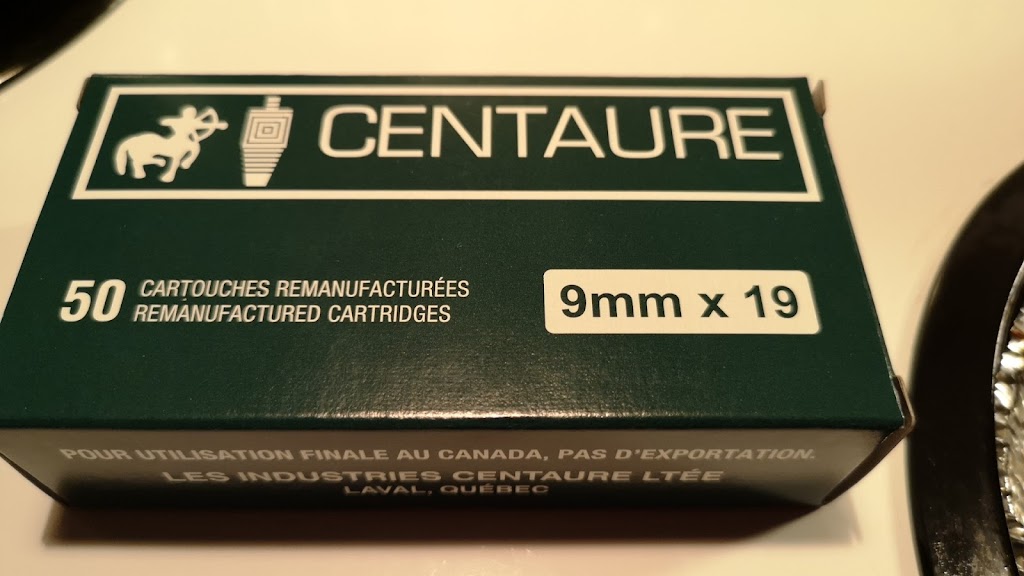 CENTAURE
50 CARTOUCHES REMANUFACTURÉES
REMANUFACTURED CARTRIDGES
9mm x 19
POUR UTILISATION FINALE AU CANADA, PAS D'EXPORTATION.
LES INDUSTRIES CENTAURE LTÉE
LAVAL, QUÉBEC